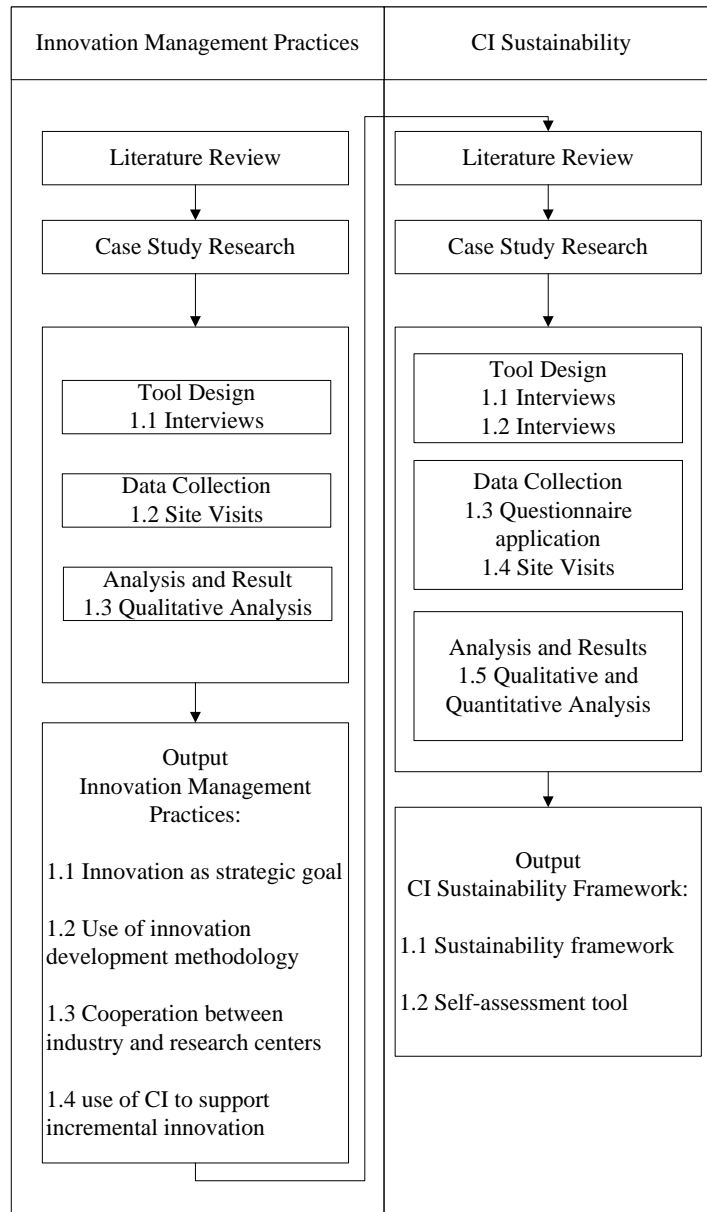 Innovation Management Practices
CI Sustainability
Literature Review
Case Study Research
Tool Design
1.1 Interviews
Data Collection
1.2 Site Visits
Analysis and Result
1.3 Qualitative Analysis
Output
Innovation Management
Practices:
1.1 Innovation as strategic goal
1.2 Use of innovation
development methodology
1.3 Cooperation between
industry and research centers
1.4 use of CI to support
incremental innovation
Literature Review
Case Study Research
Tool Design
1.1 Interviews
1.2 Interviews
Data Collection
1.3 Questionnaire
application
1.4 Site Visits
Analysis and Results
1.5 Qualitative and
Quantitative Analysis
Output
CI Sustainability Framework:
1.1 Sustainability framework
1.2 Self-assessment tool